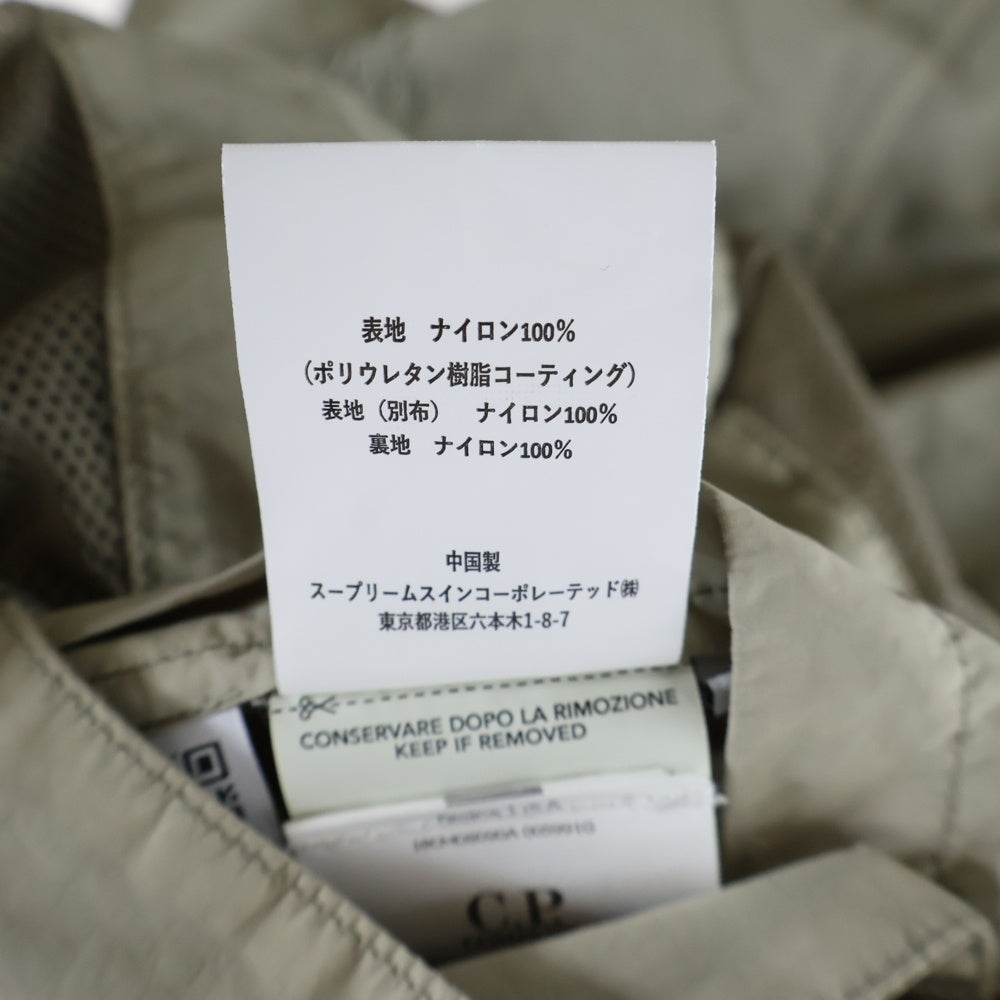 表地　ナイロン100%
(ポリウレタン樹脂コーティング)
表地（別布）　ナイロン100%
裏地　ナイロン100%
中国製
スープリームスインコーポレーテッド㈱
東京都港区六本木1-8-7
CONSERVARE DOPO LA RIMOZIONE
KEEP IF REMOVED
C.P.